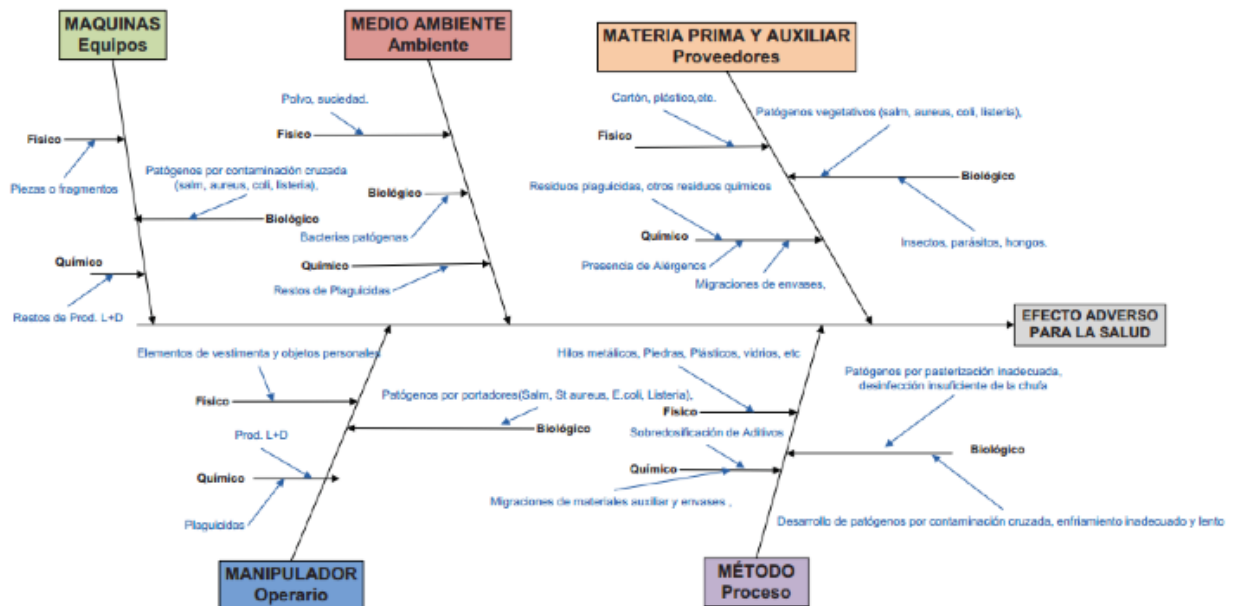 MAQUINAS
Equipos
MEDIO AMBIENTE
Ambiente
MATERIA PRIMA Y AUXILIAR
Proveedores
Físico
Piezas o fragmentos
Patógenos por contaminación cruzada
(salm, aureus, coli, listeria),
Biológico
Químico
Restos de Prod. L+D
Polvo, suciedad.
Físico
Biológico
Bacterias patógenas
Químico
Restos de Plaguicidas
Cartón, plástico,etc.
Físico
Patógenos vegetativos (salm, aureus, coli, listeria),
Biológico
Insectos, parásitos, hongos.
Residuos plaguicidas, otros residuos químicos
Químico
Presencia de Alérgenos
Migraciones de envases,
EFECTO ADVERSO
PARA LA SALUD
Elementos de vestimenta y objetos personales
Físico
Patógenos por portadores(Salm, St aureus, E.coli, Listeria),
Biológico
Prod. L+D
Químico
Plaguicidas
MANIPULADOR
Operario
Hilos metálicos, Piedras, Plásticos, vidrios, etc
Físico
Sobredosificación de Aditivos
Químico
Migraciones de materiales auxiliar y envases ,
Patógenos por pasterización inadecuada,
desinfección insuficiente de la chufa
Biológico
Desarrollo de patógenos por contaminación cruzada, enfriamiento inadecuado y lento
MÉTODO
Proceso